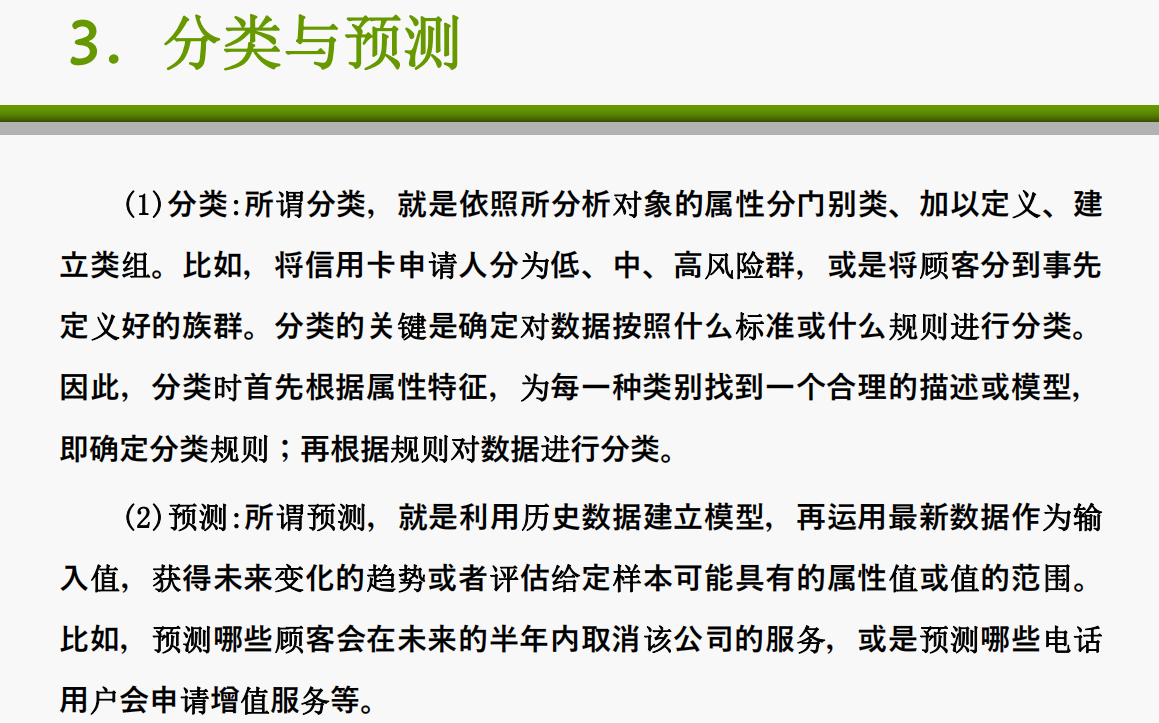 3. 分类与预测
(1)分类:所谓分类，就是依照所分析对象的属性分门别类、加以定义、建
立类组。比如，将信用卡申请人分为低、中、高风险群，或是将顾客分到事先
定义好的族群。分类的关键是确定对数据按照什么标准或什么规则进行分类。
因此，分类时首先根据属性特征，为每一种类别找到一个合理的描述或模型，
即确定分类规则；再根据规则对数据进行分类。
(2)预测:所谓预测，就是利用历史数据建立模型，再运用最新数据作为输
入值，获得未来变化的趋势或者评估给定样本可能具有的属性值或值的范围。
比如，预测哪些顾客会在未来的半年内取消该公司的服务，或是预测哪些电话
用户会申请增值服务等。